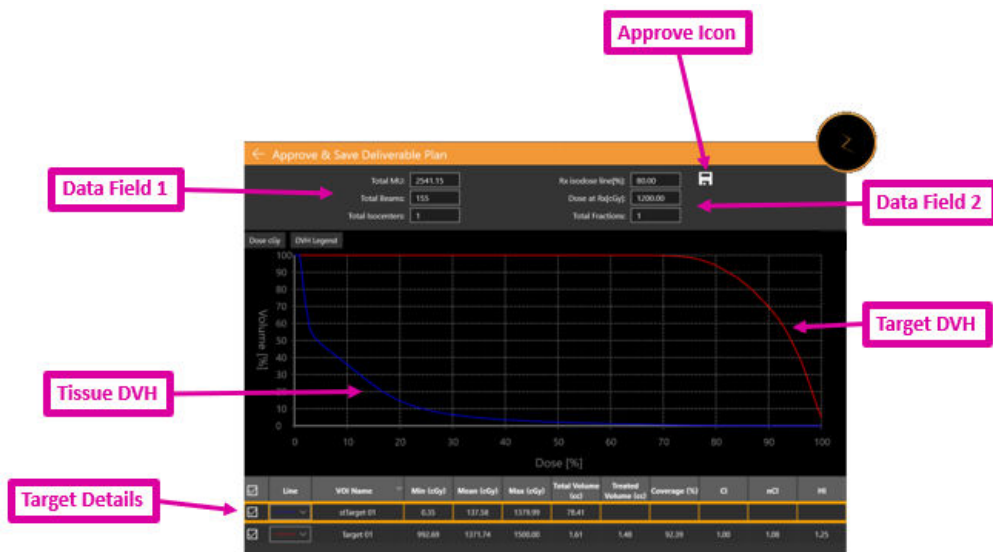 Approve Icon
← Approve & Save Deliverable Plan
Data Field 1
Total MU: 2541.15
Total Beams: 155
Total Isocenters: 1
Rx isodose line[%]: 80.00
Dose at Rx[cGy]: 1200.00
Total Fractions: 1
Data Field 2
Dose cGy DVH Legend
Volume [%]
100
90
80
70
60
50
40
30
20
10
0
0 10 20 30 40 50 60 70 80 90 100
Dose [%]
Target DVH
Tissue DVH
Target Details
Line VOI Name Min (cGy) Mean (cGy) Max (cGy) Total Volume (cc) Treated Volume (cc) Coverage (%) CI nCI HI
otTarget 01 0.35 137.58 1379.99 78.41
Target 01 992.69 1371.74 1500.00 1.61 1.48 92.39 1.00 1.08 1.25